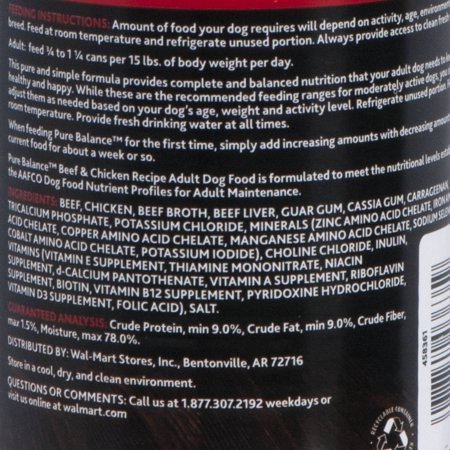 FEEDING INSTRUCTIONS: Amount of food your dog requires will depend on activity, age, environment
breed. Feed at room temperature and refrigerate unused portion. Always provide access to clean fresh
Adult: feed ¾ to 1 ¼ cans per 15 lbs. of body weight per day.
This pure and simple formula provides complete and balanced nutrition that your adult dog needs to
healthy and happy. While these are the recommended feeding ranges for moderately active dogs, you
adjust them as needed based on your dog's age, weight and activity level. Refrigerate unused portion
room temperature. Provide fresh drinking water at all times.
When feeding Pure Balance™ for the first time, simply add increasing amounts with decreasing amounts
current food for about a week or so.
Pure Balance™ Beef & Chicken Recipe Adult Dog Food is formulated to meet the nutritional levels
the AAFCO Dog Food Nutrient Profiles for Adult Maintenance.
INGREDIENTS: BEEF, CHICKEN, BEEF BROTH, BEEF LIVER, GUAR GUM, CASSIA GUM, CARRAGEENAN,
TRICALCIUM PHOSPHATE, POTASSIUM CHLORIDE, MINERALS (ZINC AMINO ACID CHELATE, IRON
ACID CHELATE, COPPER AMINO ACID CHELATE, MANGANESE AMINO ACID CHELATE, SODIUM
COBALT AMINO ACID CHELATE, POTASSIUM IODIDE), CHOLINE CHLORIDE, INULIN,
VITAMINS (VITAMIN E SUPPLEMENT, THIAMINE MONONITRATE, NIACIN
SUPPLEMENT, d-CALCIUM PANTOTHENATE, VITAMIN A SUPPLEMENT, RIBOFLAVIN
SUPPLEMENT, BIOTIN, VITAMIN B12 SUPPLEMENT, PYRIDOXINE HYDROCHLORIDE,
VITAMIN D3 SUPPLEMENT, FOLIC ACID), SALT.
GUARANTEED ANALYSIS: Crude Protein, min 9.0%, Crude Fat, min 9.0%, Crude Fiber,
max 1.5%, Moisture, max 78.0%.
DISTRIBUTED BY: Wal-Mart Stores, Inc., Bentonville, AR 72716
Store in a cool, dry, and clean environment.
QUESTIONS OR COMMENTS: Call us at 1.877.307.2192 weekdays or
visit us online at walmart.com
458361
RECYCLABLE CONTAINER